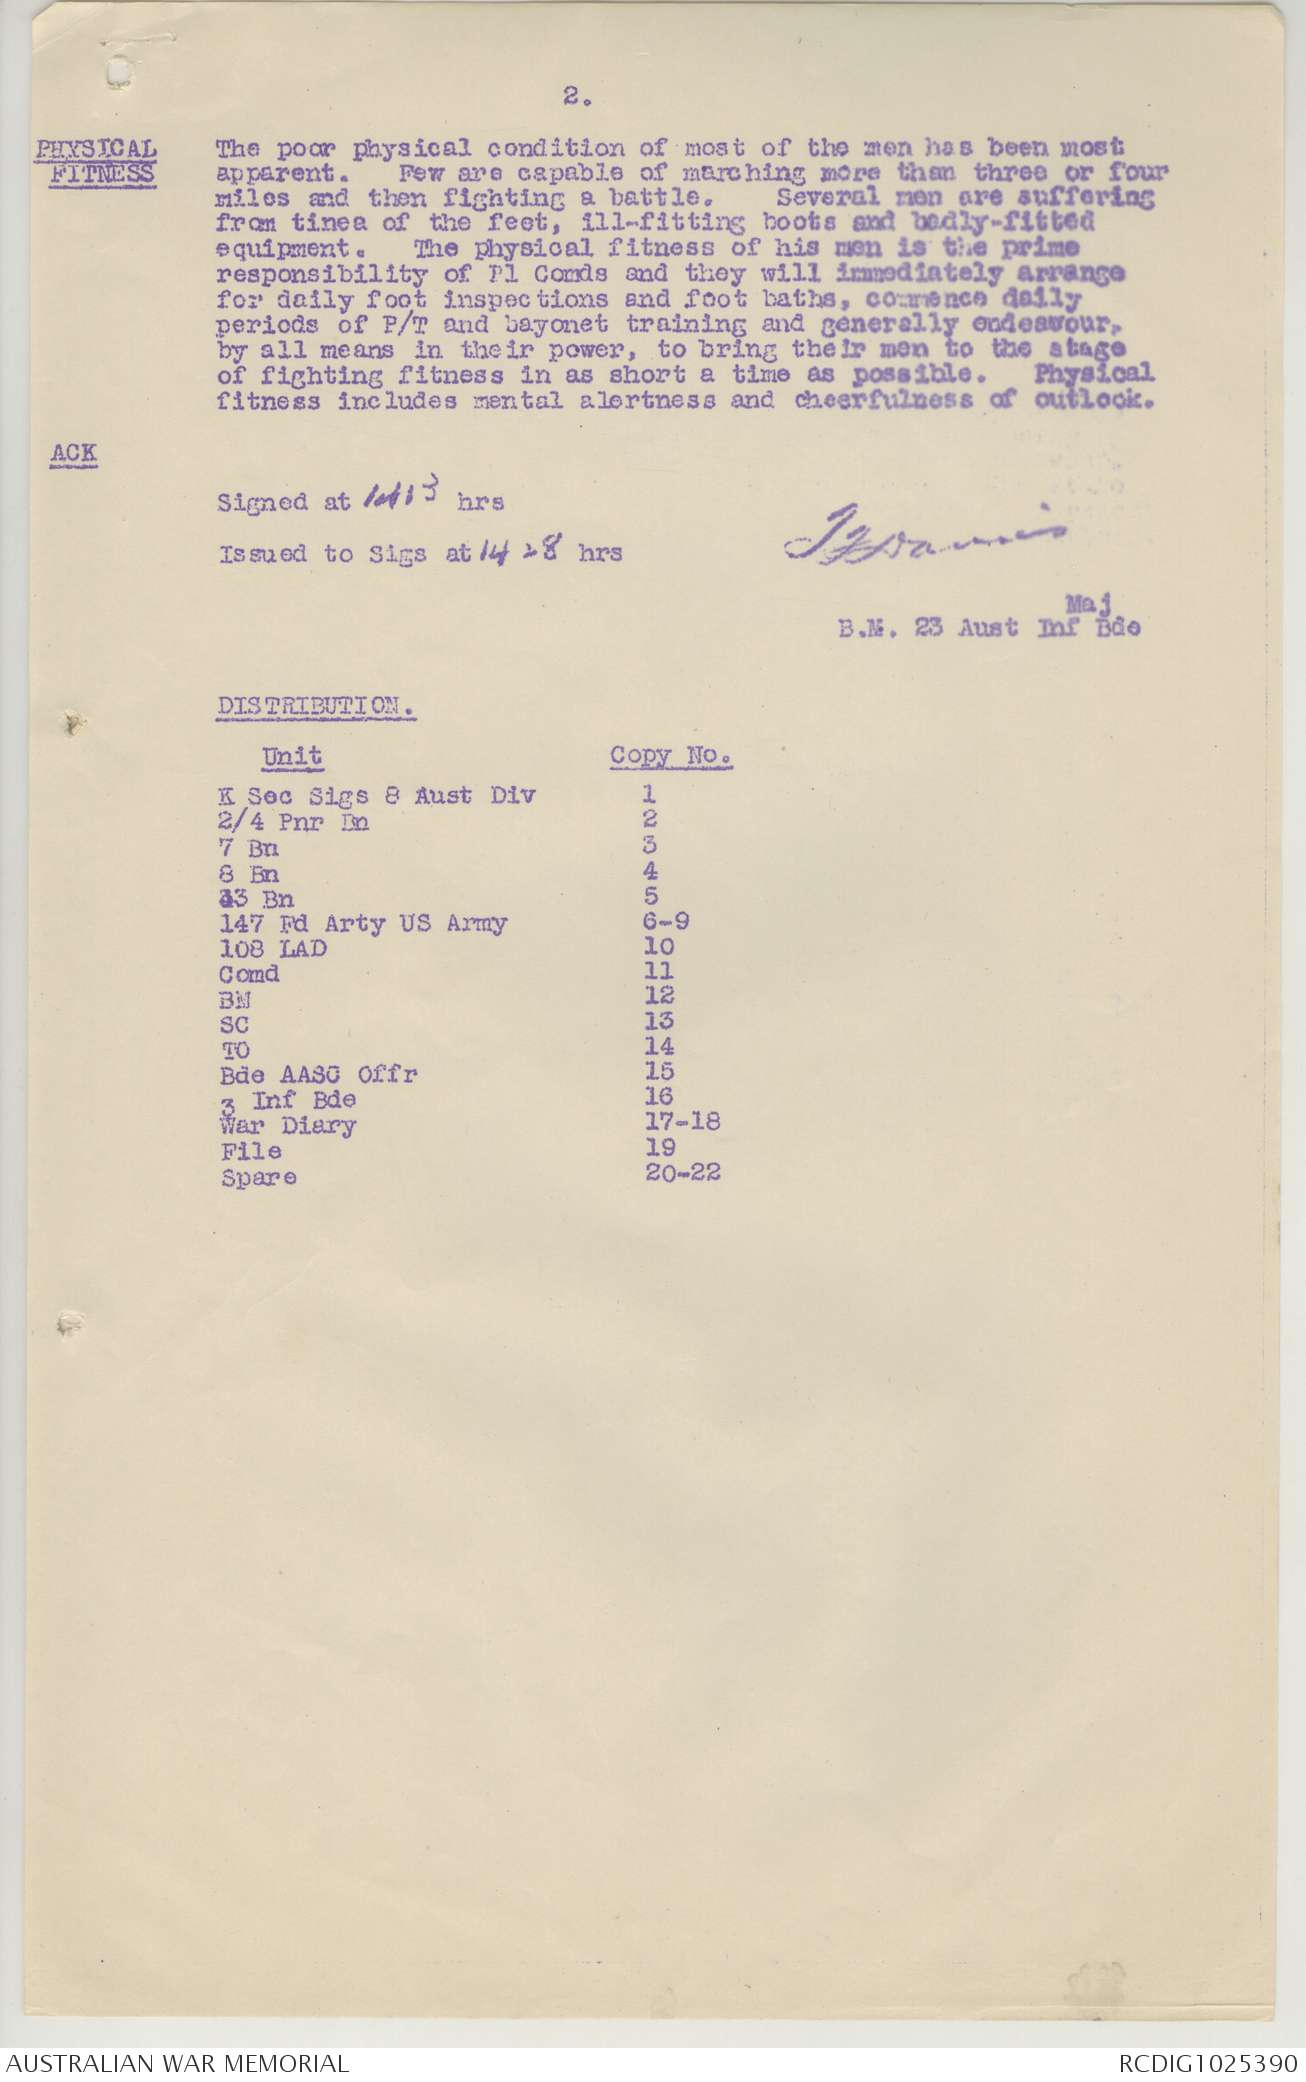 2.
PHYSICAL
FITNESS
The poor physical condition of most of the men has been most
apparent. Few are capable of marching more than three or four
miles and then fighting a battle. Several men are suffering
from tinea of the feet, ill-fitting boots and badly-fitted
equipment. The physical fitness of his men is the prime
responsibility of Pl Comds and they will immediately arrange
for daily foot inspections and foot baths, commence daily
periods of P/T and bayonet training and generally endeavour,
by all means in their power, to bring their men to the stage
of fighting fitness in as short a time as possible. Physical
fitness includes mental alertness and cheerfulness of outlook.
ACK
Signed at 1413 hrs
Issued to Sigs at 1428 hrs
Maj
B.M. 23 Aust Inf Bde
DISTRIBUTION.
Unit Copy No.
K Sec Sigs 8 Aust Div 1
2/4 Pnr Bn 2
7 Bn 3
8 Bn 4
43 Bn 5
147 Fd Arty US Army 6-9
108 LAD 10
Comd 11
BM 12
SC 13
TO 14
Bde AASC Offr 15
3 Inf Bde 16
War Diary 17-18
File 19
Spare 20-22
AUSTRALIAN WAR MEMORIAL
RCDIG1025390